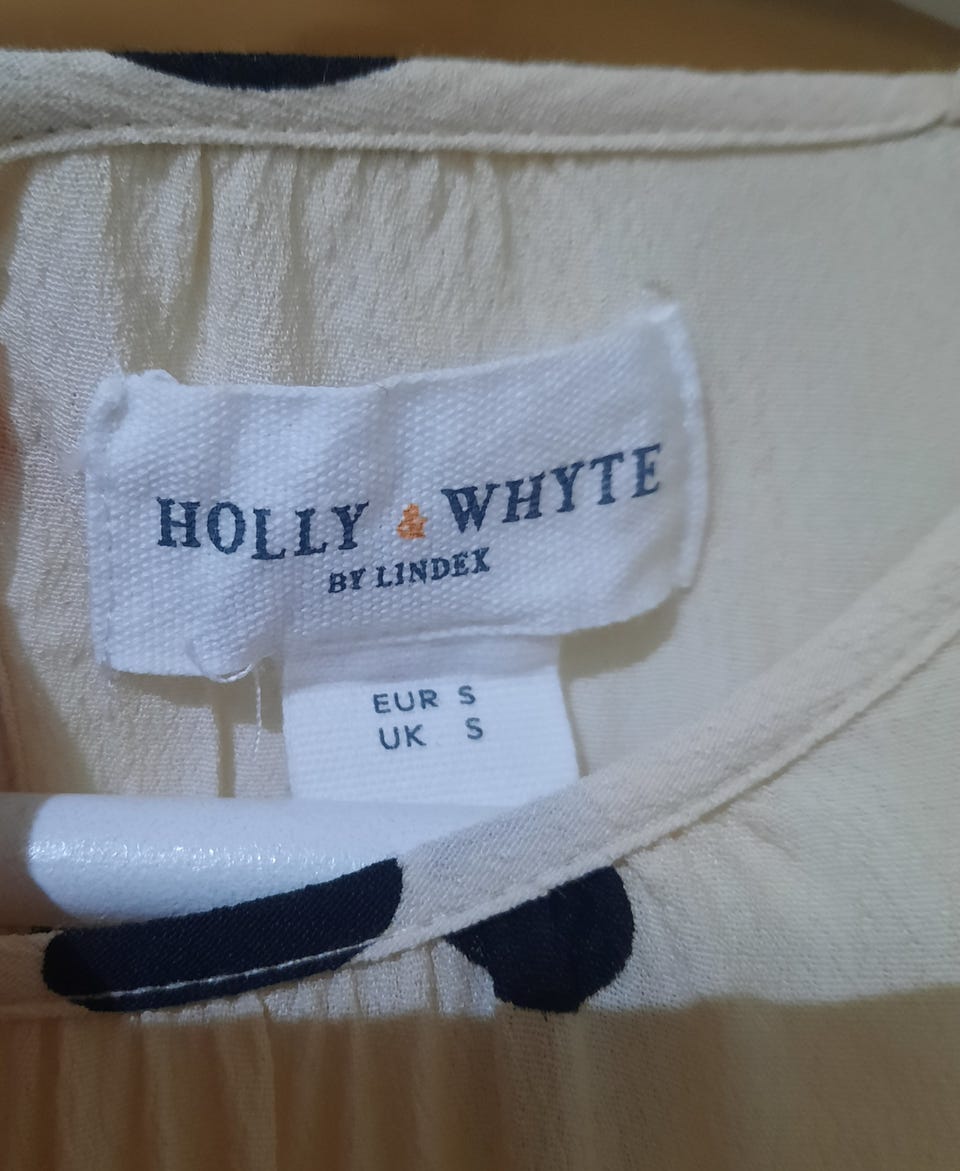 HOLLY & WHYTE
BY LINDEX
EUR S
UK S